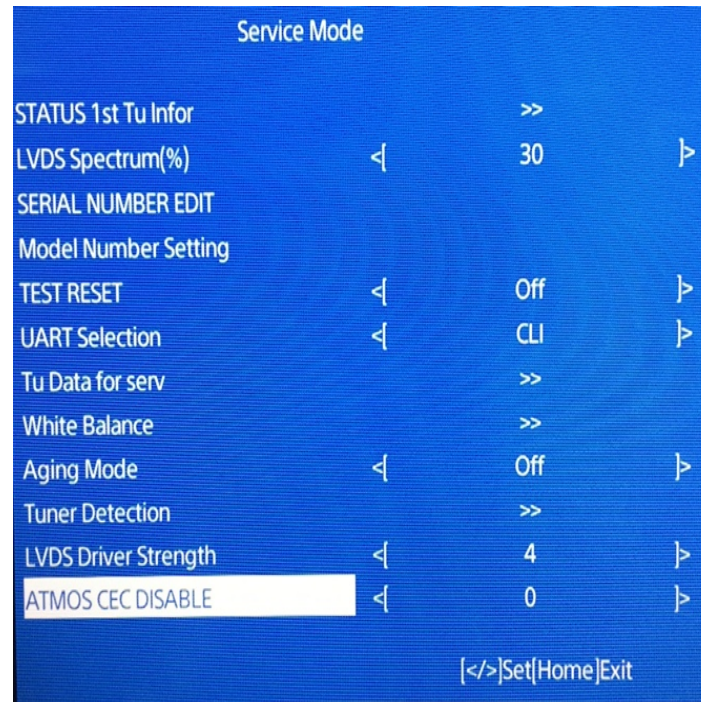 Service Mode
STATUS 1st Tu Infor >>
LVDS Spectrum(%) <[ 30 ]>
SERIAL NUMBER EDIT
Model Number Setting
TEST RESET <[ Off ]>
UART Selection <[ CLI ]>
Tu Data for serv >>
White Balance >>
Aging Mode <[ Off ]>
Tuner Detection >>
LVDS Driver Strength <[ 4 ]>
ATMOS CEC DISABLE <[ 0 ]>
[</>]Set[Home]Exit